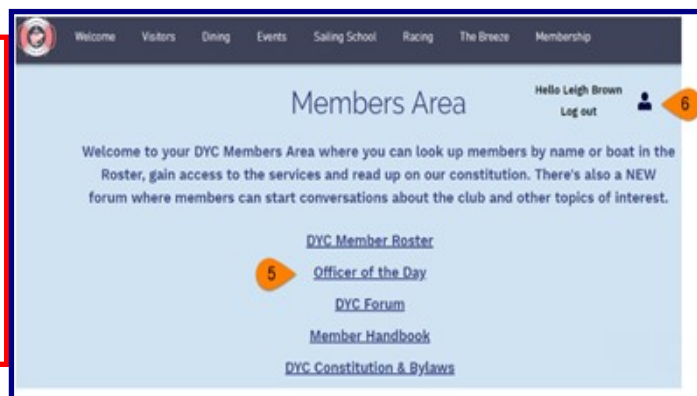 Welcome Visitors Dining Events Sailing School Racing The Breeze Membership
Members Area
Hello Leigh Brown
Log out
6
Welcome to your DYC Members Area where you can look up members by name or boat in the
Roster, gain access to the services and read up on our constitution. There's also a NEW
forum where members can start conversations about the club and other topics of interest.
DYC Member Roster
5 Officer of the Day
DYC Forum
Member Handbook
DYC Constitution & Bylaws